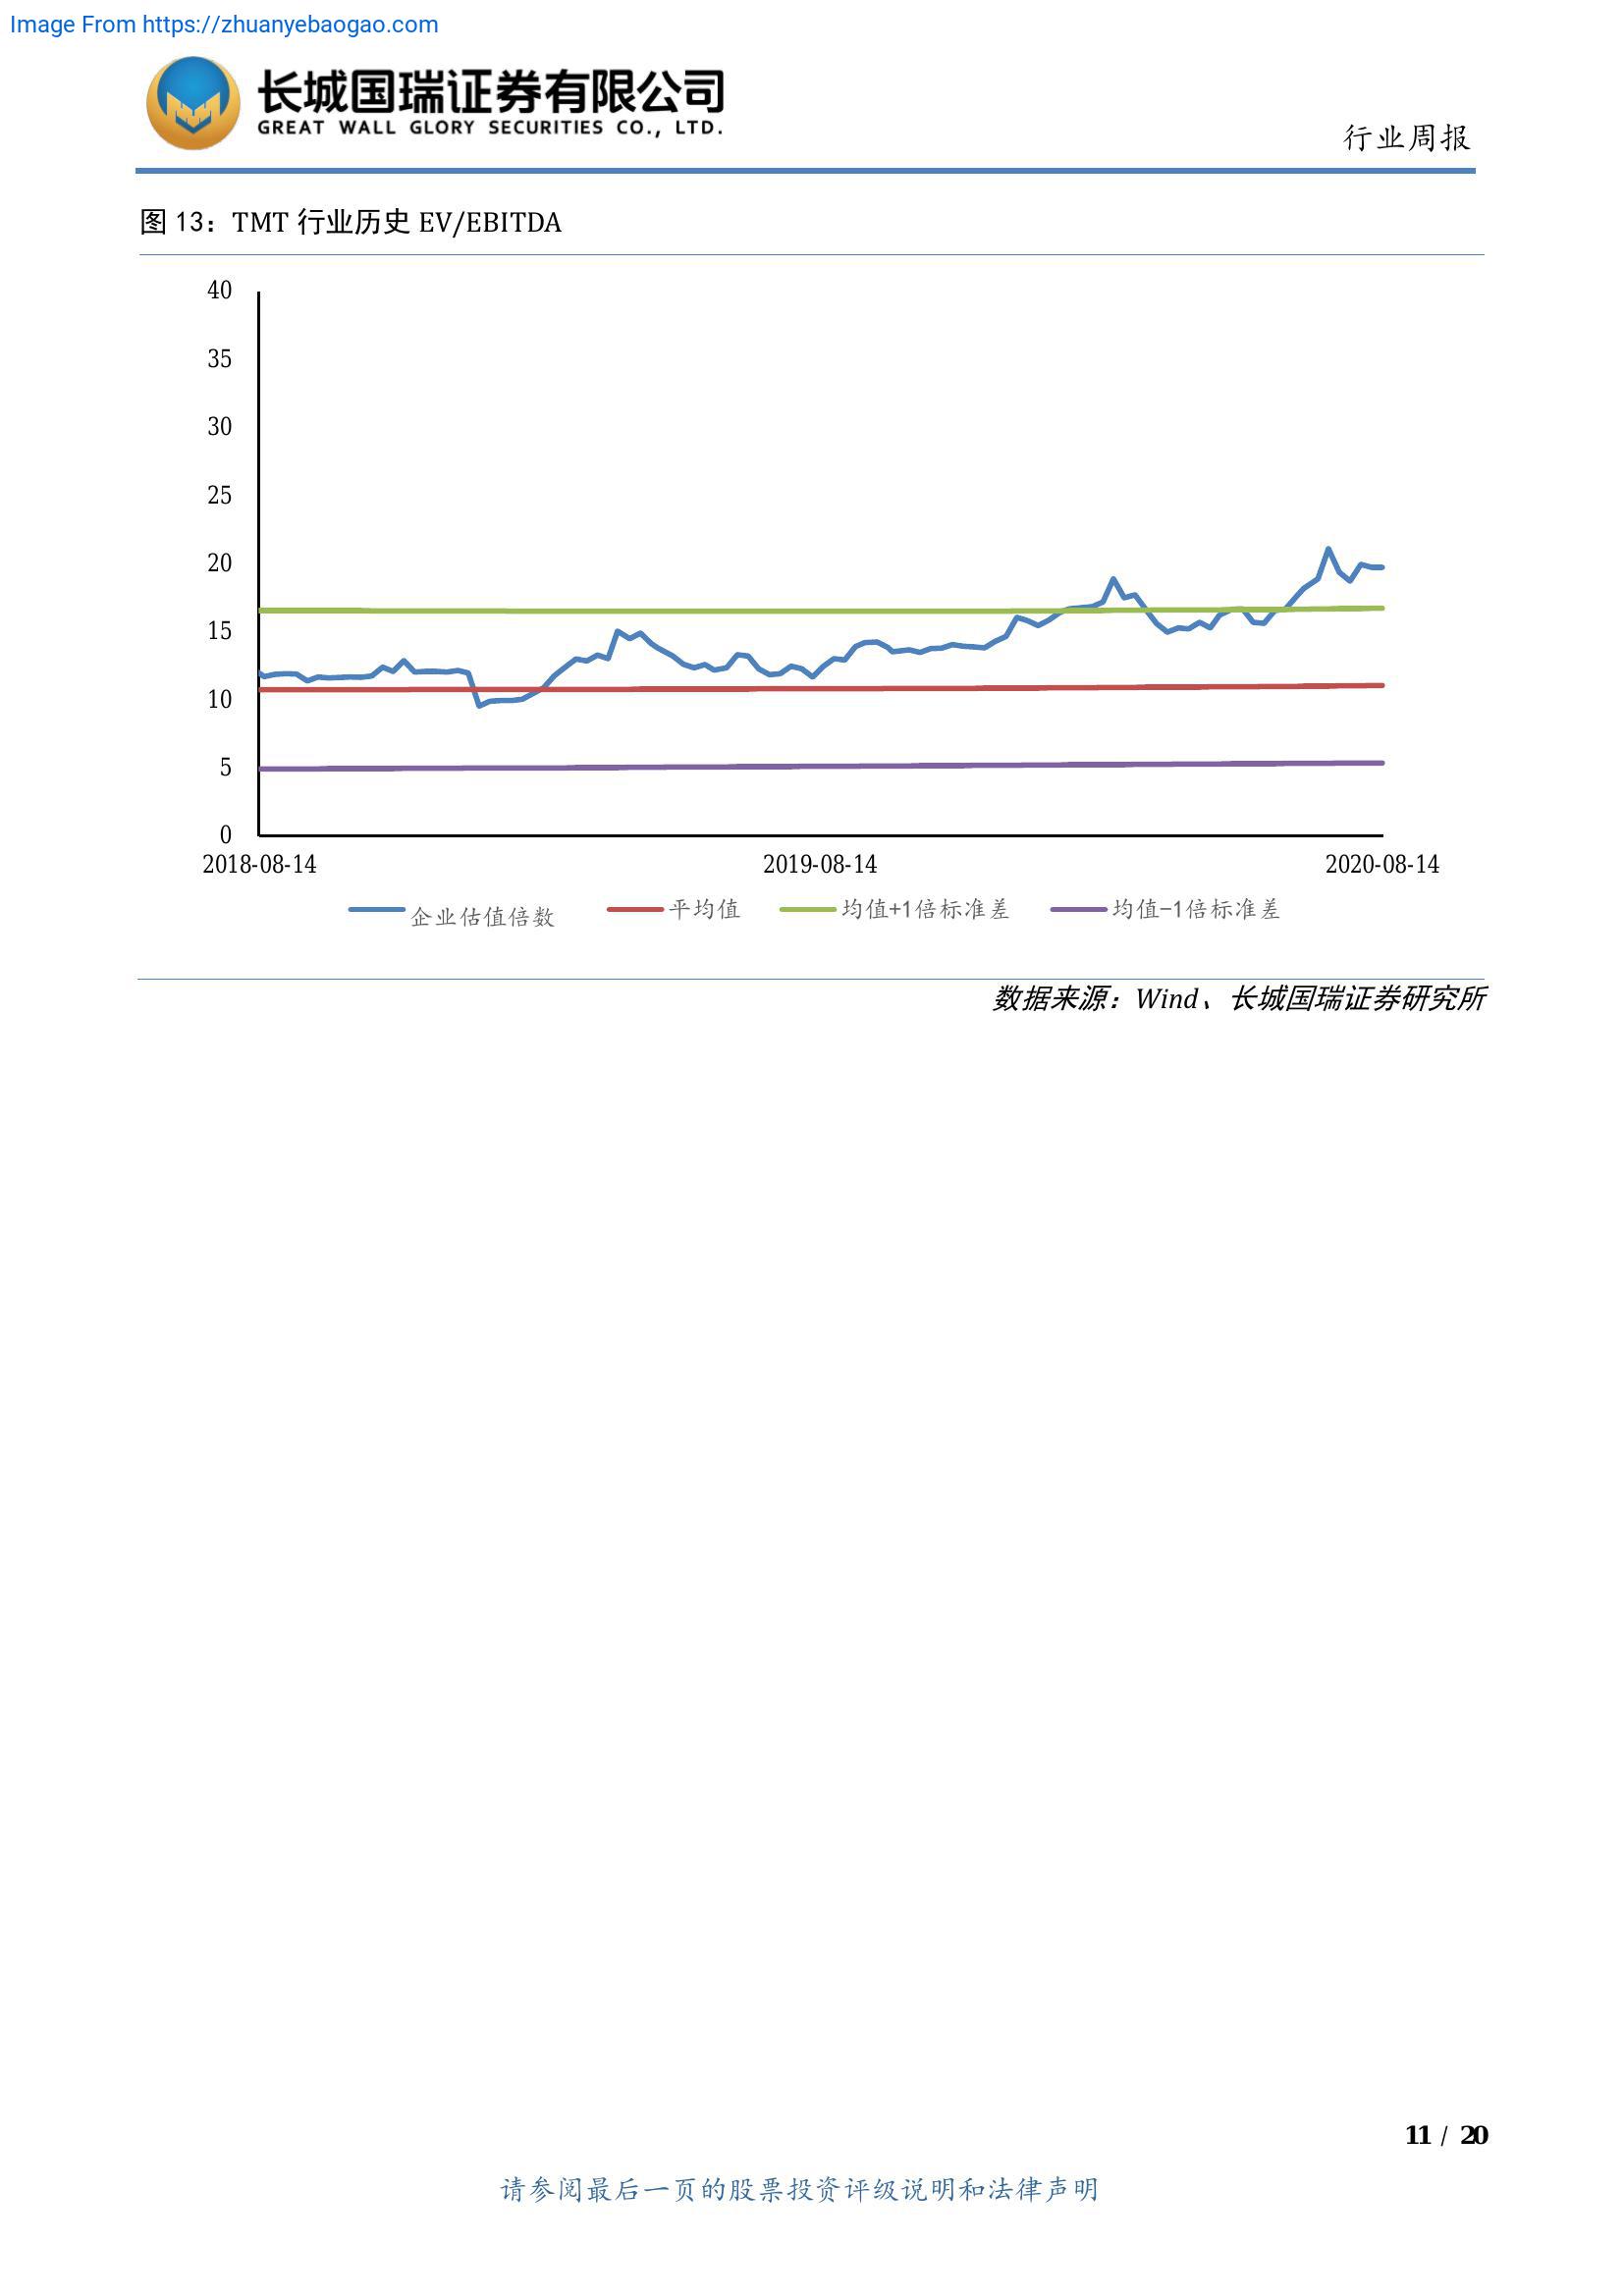 Image From https://zhuanyebaogao.com
长城国瑞证券有限公司
GREAT WALL GLORY SECURITIES CO., LTD.
行业周报
图 13：TMT 行业历史 EV/EBITDA
40
35
30
25
20
15
10
5
0
2018-08-14 2019-08-14 2020-08-14
企业估值倍数 平均值 均值+1倍标准差 均值-1倍标准差
数据来源：Wind、长城国瑞证券研究所
11 / 20
请参阅最后一页的股票投资评级说明和法律声明